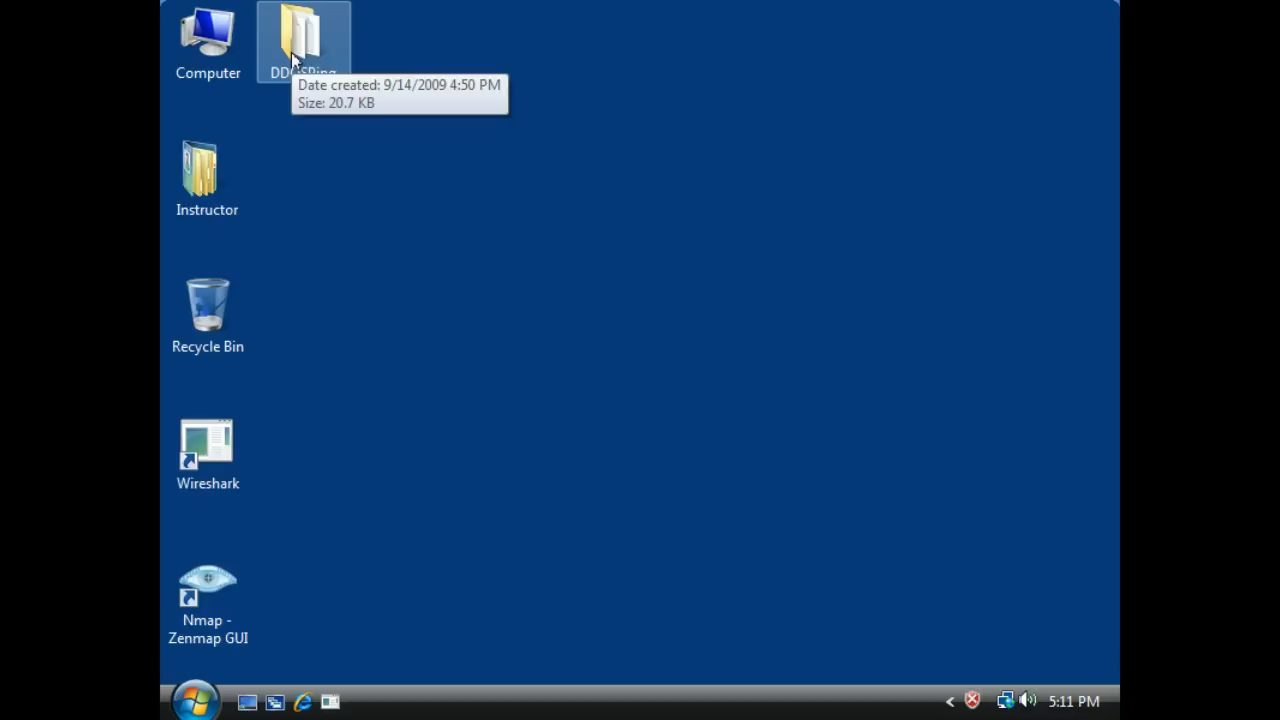 Computer
Date created: 9/14/2009 4:50 PM
Size: 20.7 KB
Instructor
Recycle Bin
Wireshark
Nmap -
Zenmap GUI
5:11 PM